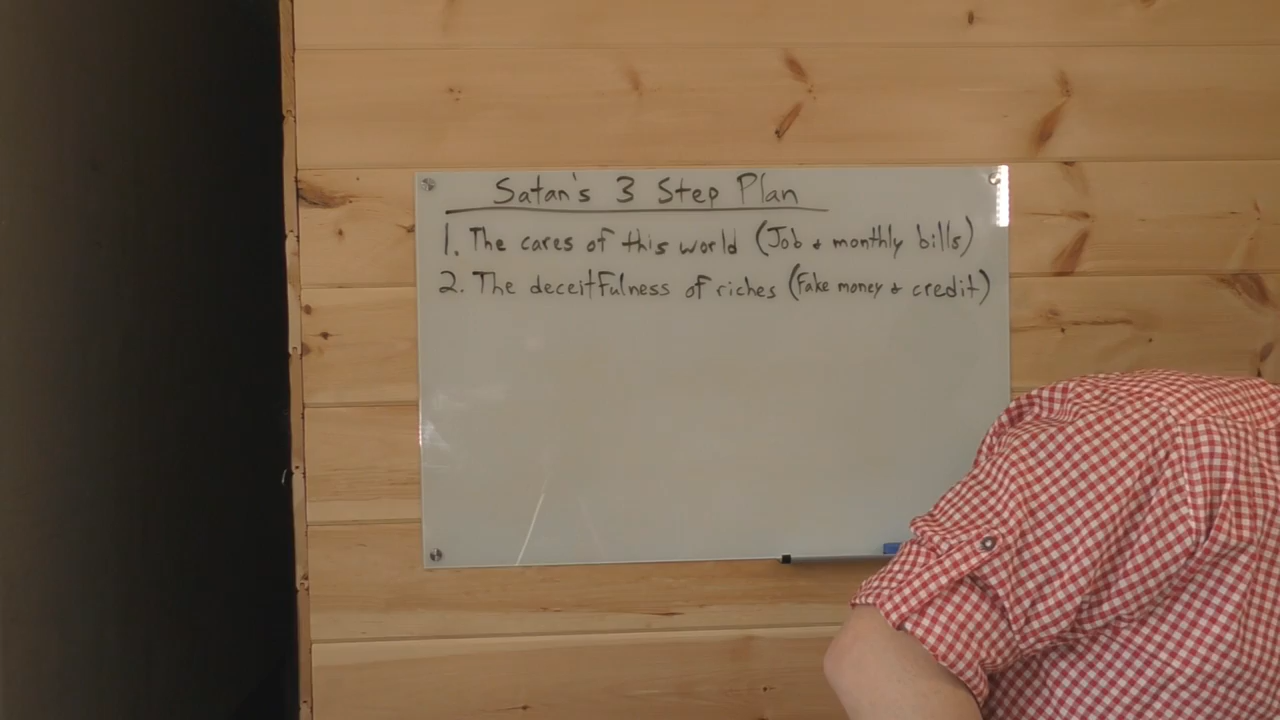 Satan's 3 Step Plan
1. The cares of this world (Job & monthly bills)
2. The deceitfulness of riches (Fake money & credit)